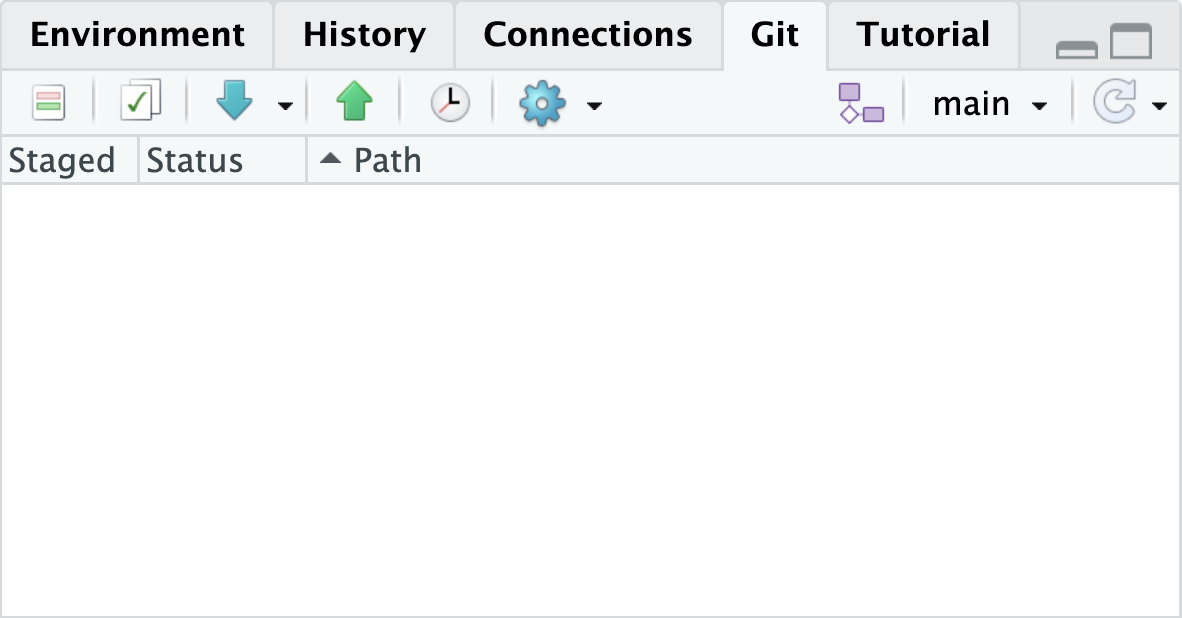 Environment History Connections Git Tutorial
main
Staged Status Path